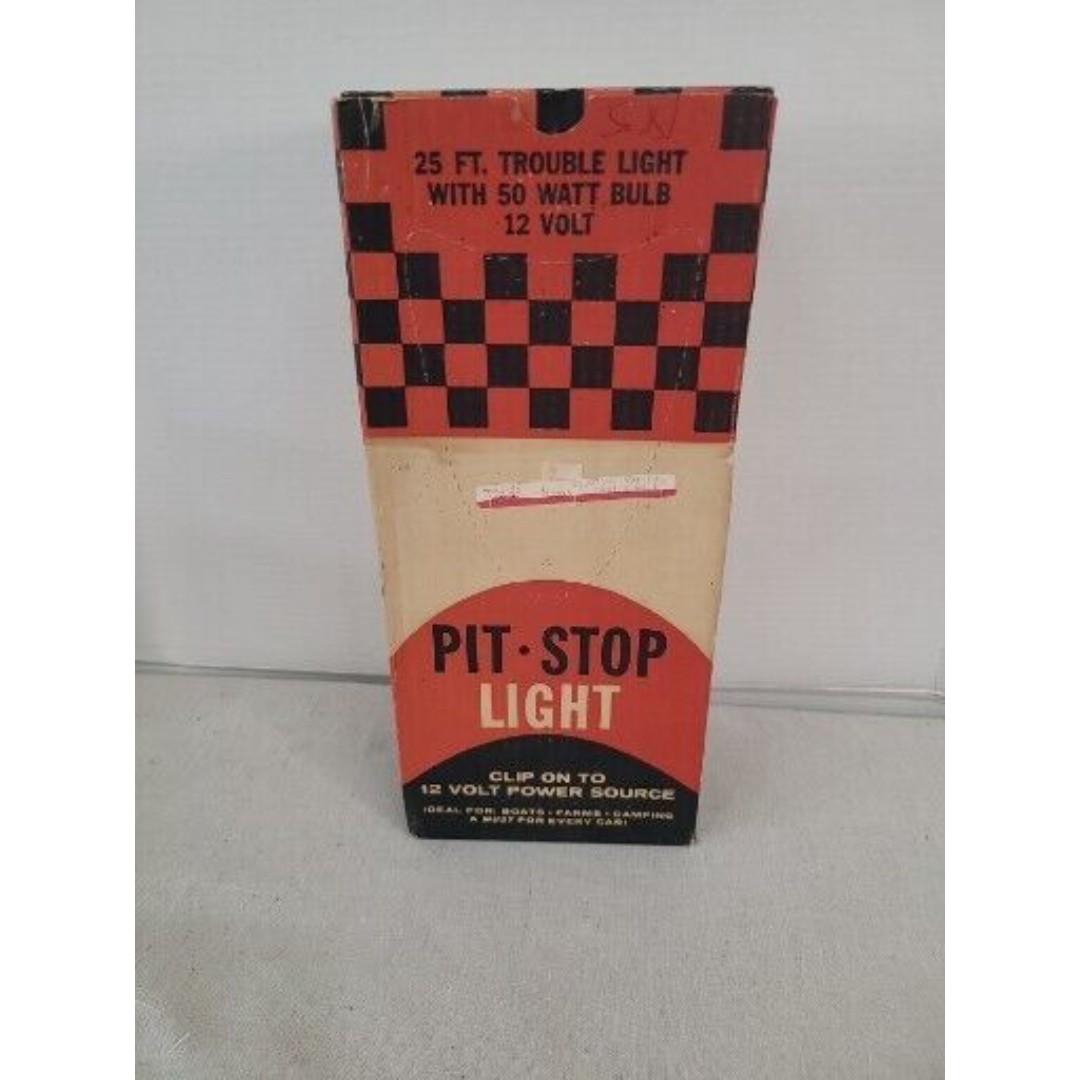 25 FT. TROUBLE LIGHT
WITH 50 WATT BULB
12 VOLT
PIT·STOP
LIGHT
CLIP ON TO
12 VOLT POWER SOURCE
IDEAL FOR: BOATS · FARMS · CAMPING
A MUST FOR EVERY CAR!